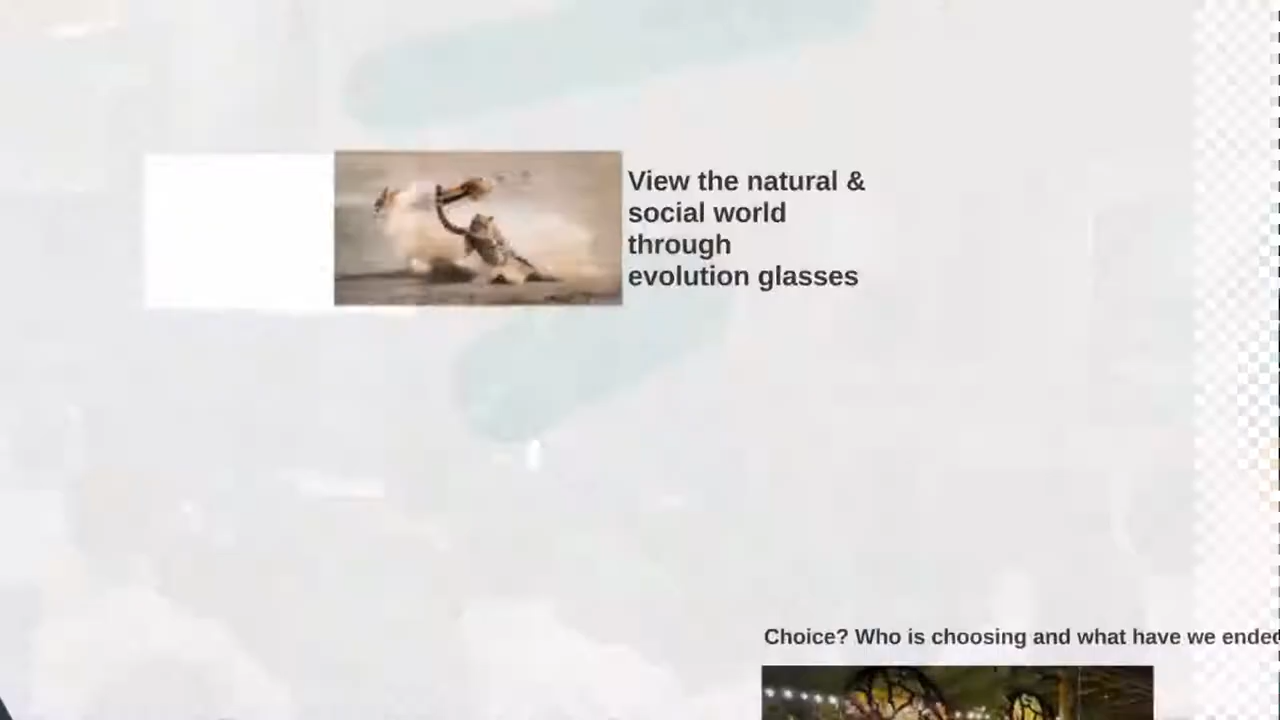 View the natural &
social world
through
evolution glasses
Choice? Who is choosing and what have we ended